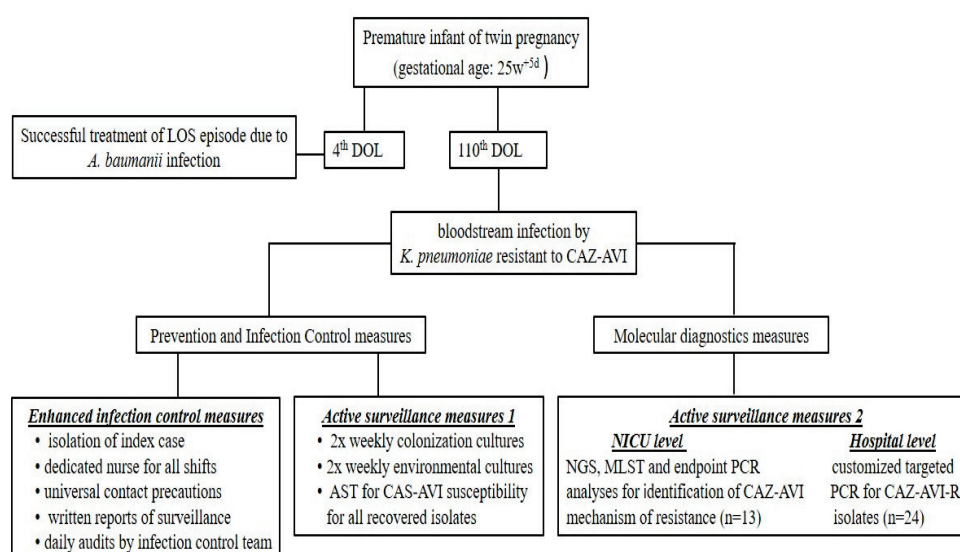 Premature infant of twin pregnancy
(gestational age: 25w+5d )
Successful treatment of LOS episode due to
A. baumanii infection
4th DOL
110th DOL
bloodstream infection by
K. pneumoniae resistant to CAZ-AVI
Prevention and Infection Control measures
Molecular diagnostics measures
Enhanced infection control measures
• isolation of index case
• dedicated nurse for all shifts
• universal contact precautions
• written reports of surveillance
• daily audits by infection control team
Active surveillance measures 1
• 2x weekly colonization cultures
• 2x weekly environmental cultures
• AST for CAS-AVI susceptibility
for all recovered isolates
Active surveillance measures 2
NICU level
NGS, MLST and endpoint PCR
analyses for identification of CAZ-AVI
mechanism of resistance (n=13)
Hospital level
customized targeted
PCR for CAZ-AVI-R
isolates (n=24)